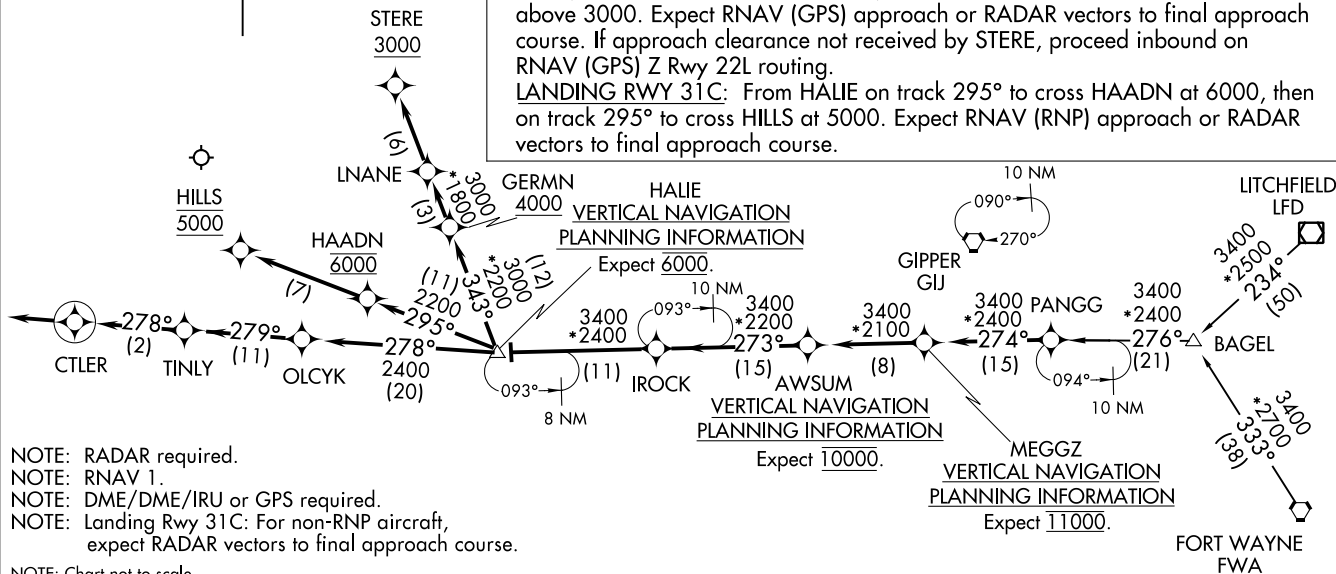 STERE
3000
above 3000. Expect RNAV (GPS) approach or RADAR vectors to final approach
course. If approach clearance not received by STERE, proceed inbound on
RNAV (GPS) Z Rwy 22L routing.
LANDING RWY 31C: From HALIE on track 295° to cross HAADN at 6000, then
on track 295° to cross HILLS at 5000. Expect RNAV (RNP) approach or RADAR
vectors to final approach course.
(6)
LNANE
3000
*1800
(3)
GERMN
4000
HILLS
5000
HAADN
6000
(7)
HALIE
VERTICAL NAVIGATION
PLANNING INFORMATION
Expect 6000.
10 NM
090°
270°
GIPPER
GIJ
LITCHFIELD
LFD
3400
*2500
234°
(50)
(12)
3000
*2200
343°
(11)
2200
295°
10 NM
093°
3400
*2400
(11)
IROCK
3400
*2200
273°
(15)
3400
*2100
(8)
3400
*2400
274°
(15)
PANGG
3400
*2400
276°
(21)
BAGEL
094°
10 NM
CTLER
278°
(2)
TINLY
279°
(11)
OLCYK
278°
2400
(20)
093°
8 NM
AWSUM
VERTICAL NAVIGATION
PLANNING INFORMATION
Expect 10000.
MEGGZ
VERTICAL NAVIGATION
PLANNING INFORMATION
Expect 11000.
3400
*2700
333°
(38)
FORT WAYNE
FWA
NOTE: RADAR required.
NOTE: RNAV 1.
NOTE: DME/DME/IRU or GPS required.
NOTE: Landing Rwy 31C: For non-RNP aircraft,
expect RADAR vectors to final approach course.
NOTE: Chart not to scale